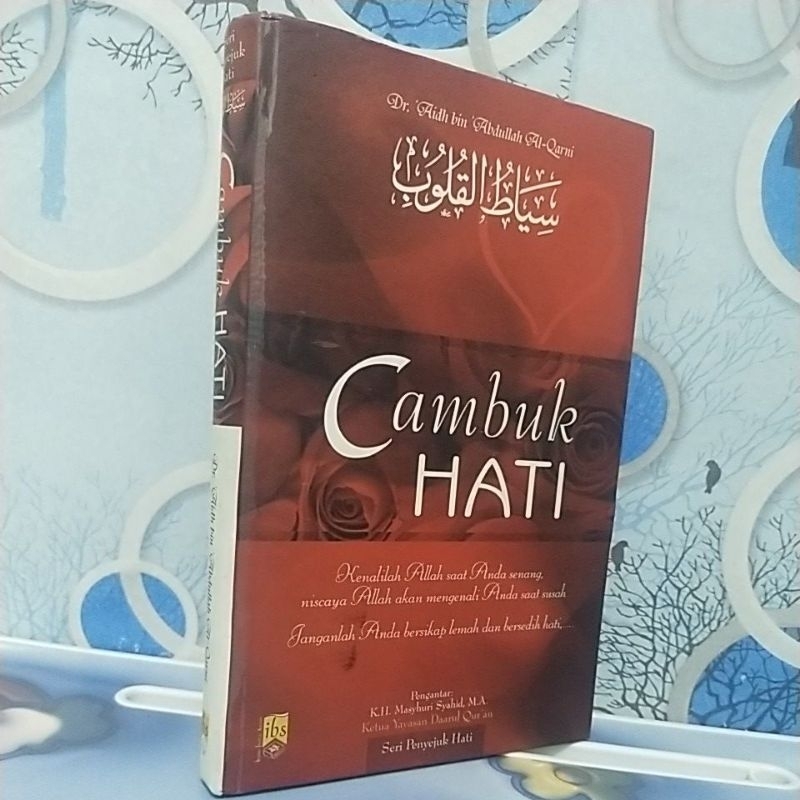 Dr. 'Aidh bin 'Abdullah Al-Qarni
سِيَاطُ الْقُلُوْبِ
Cambuk
HATI
Kenalilah Allah saat Anda senang,
niscaya Allah akan mengenali Anda saat susah
Janganlah Anda bersikap lemah dan bersedih hati,....
Pengantar:
K.H. Masyhuri Syahid, M.A.
Ketua Yayasan Daarul Qur'an
Seri Penyejuk Hati
ibs
Cambuk HATI